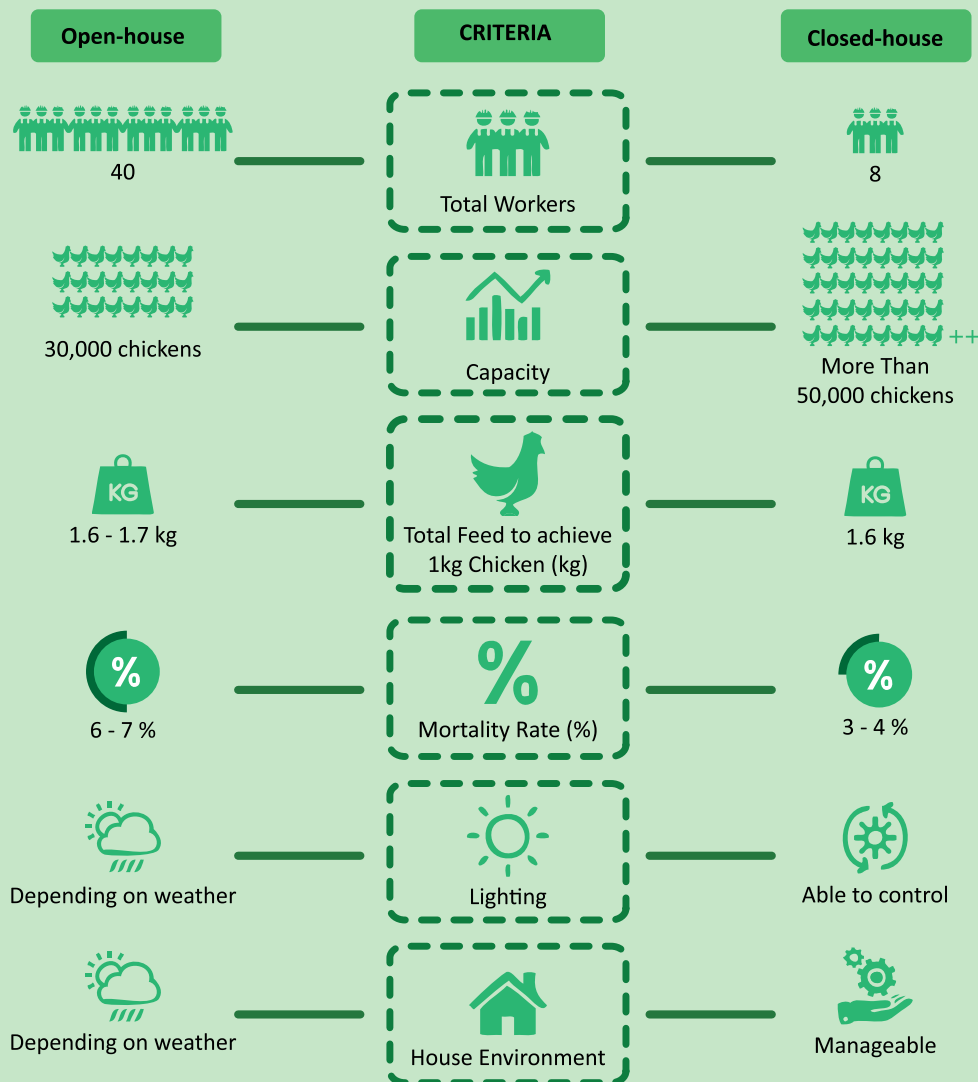 Open-house
CRITERIA
Closed-house
40
Total Workers
8
30,000 chickens
Capacity
++
More Than
50,000 chickens
KG
1.6 - 1.7 kg
Total Feed to achieve
1kg Chicken (kg)
KG
1.6 kg
%
6 - 7 %
%
Mortality Rate (%)
%
3 - 4 %
Depending on weather
Lighting
Able to control
Depending on weather
House Environment
Manageable